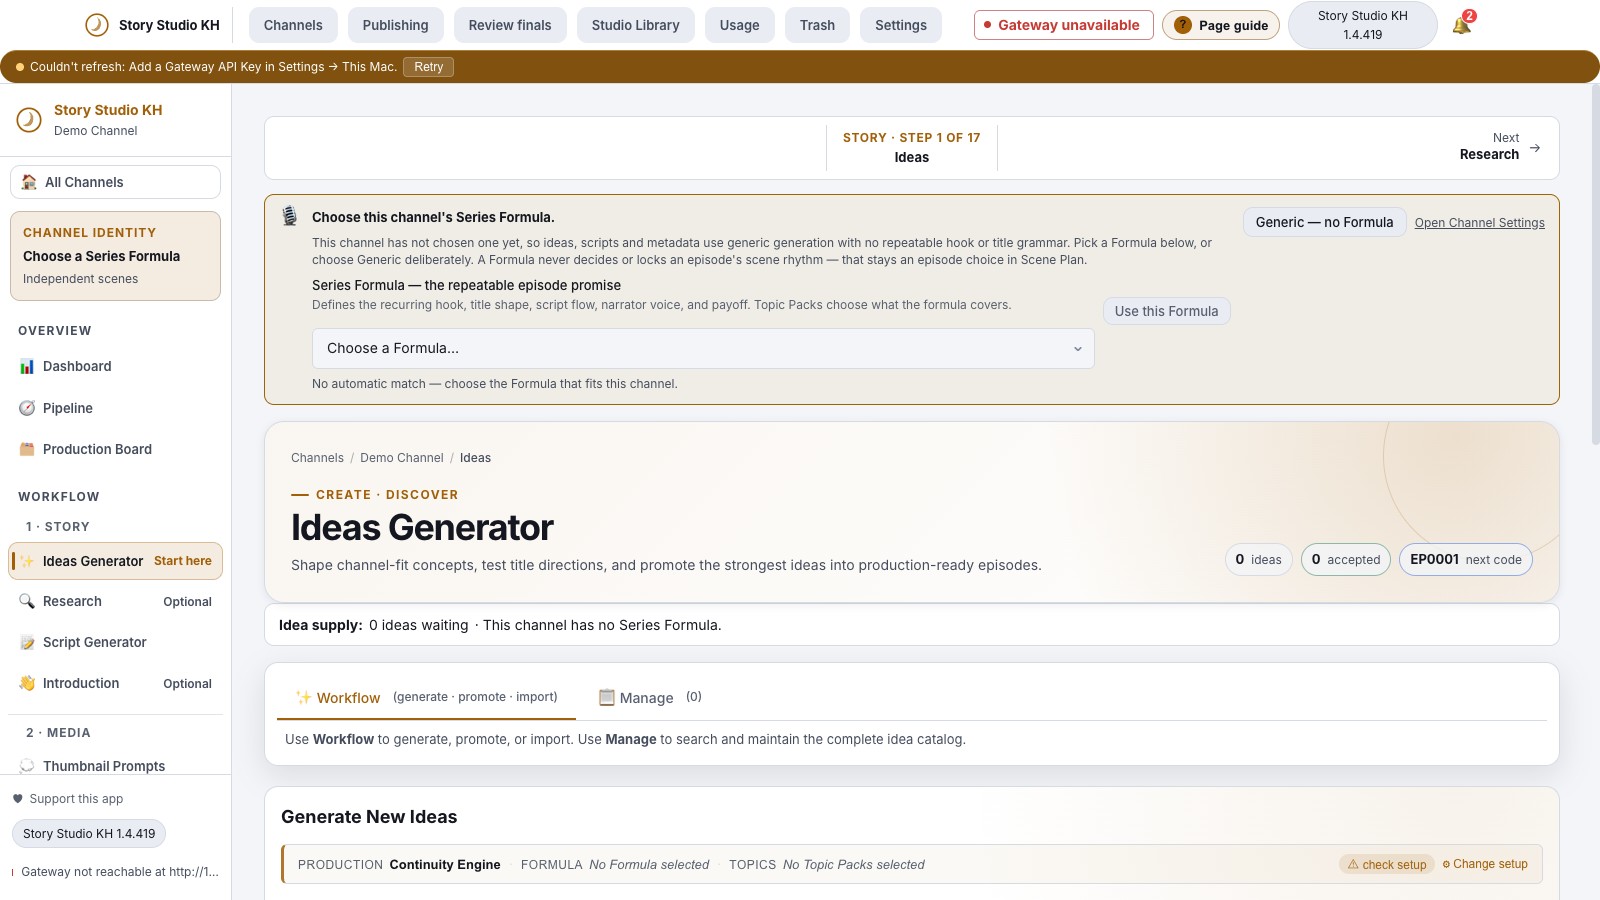 Story Studio KH
Channels
Publishing
Review finals
Studio Library
Usage
Trash
Settings
Gateway unavailable
? Page guide
Story Studio KH
1.4.419
2
Couldn't refresh: Add a Gateway API Key in Settings → This Mac.
Retry
Story Studio KH
Demo Channel
All Channels
CHANNEL IDENTITY
Choose a Series Formula
Independent scenes
OVERVIEW
Dashboard
Pipeline
Production Board
WORKFLOW
1 · STORY
Ideas Generator Start here
Research Optional
Script Generator
Introduction Optional
2 · MEDIA
Thumbnail Prompts
Support this app
Story Studio KH 1.4.419
Gateway not reachable at http://1...
STORY · STEP 1 OF 17
Ideas
Next
Research →
Choose this channel's Series Formula.
This channel has not chosen one yet, so ideas, scripts and metadata use generic generation with no repeatable hook or title grammar. Pick a Formula below, or
choose Generic deliberately. A Formula never decides or locks an episode's scene rhythm — that stays an episode choice in Scene Plan.
Generic — no Formula
Open Channel Settings
Series Formula — the repeatable episode promise
Defines the recurring hook, title shape, script flow, narrator voice, and payoff. Topic Packs choose what the formula covers.
Use this Formula
Choose a Formula...
No automatic match — choose the Formula that fits this channel.
Channels / Demo Channel / Ideas
CREATE · DISCOVER
Ideas Generator
Shape channel-fit concepts, test title directions, and promote the strongest ideas into production-ready episodes.
0 ideas
0 accepted
EP0001 next code
Idea supply: 0 ideas waiting · This channel has no Series Formula.
Workflow (generate · promote · import)
Manage (0)
Use Workflow to generate, promote, or import. Use Manage to search and maintain the complete idea catalog.
Generate New Ideas
PRODUCTION Continuity Engine · FORMULA No Formula selected · TOPICS No Topic Packs selected
⚠ check setup
⚙ Change setup